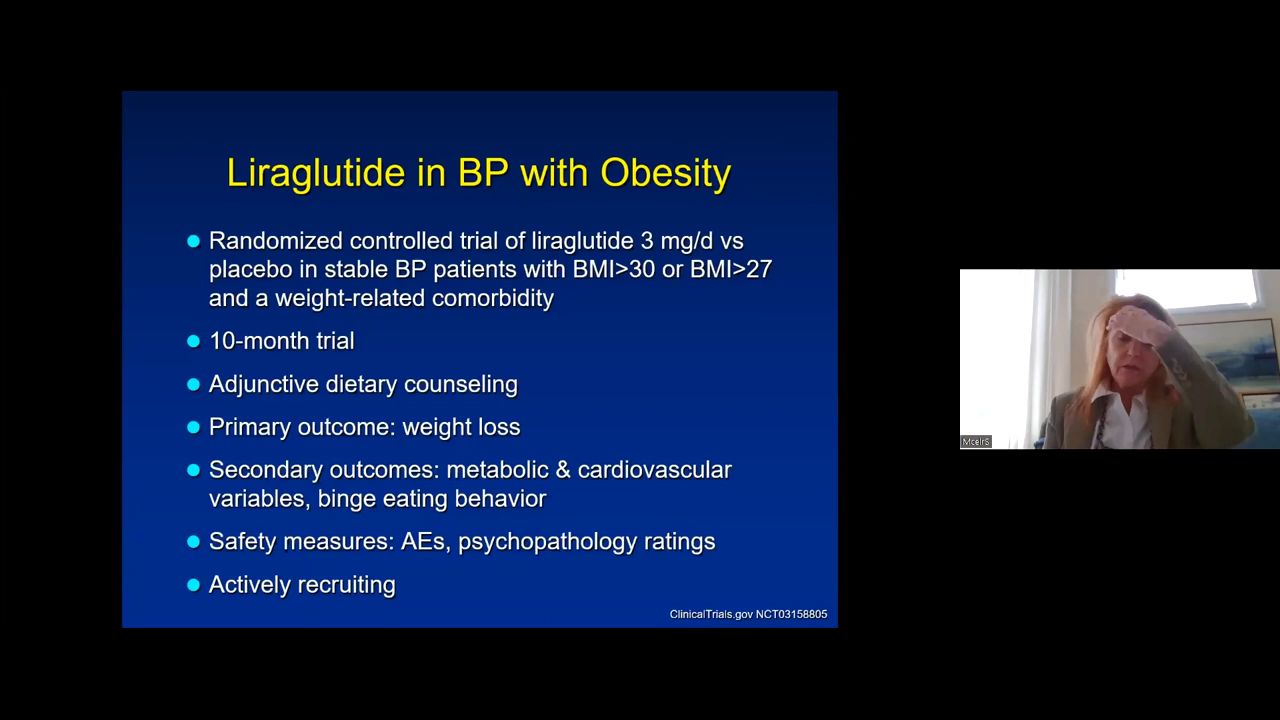 Liraglutide in BP with Obesity
Randomized controlled trial of liraglutide 3 mg/d vs
placebo in stable BP patients with BMI>30 or BMI>27
and a weight-related comorbidity
10-month trial
Adjunctive dietary counseling
Primary outcome: weight loss
Secondary outcomes: metabolic & cardiovascular
variables, binge eating behavior
Safety measures: AEs, psychopathology ratings
Actively recruiting
ClinicalTrials.gov NCT03158805
McelrS